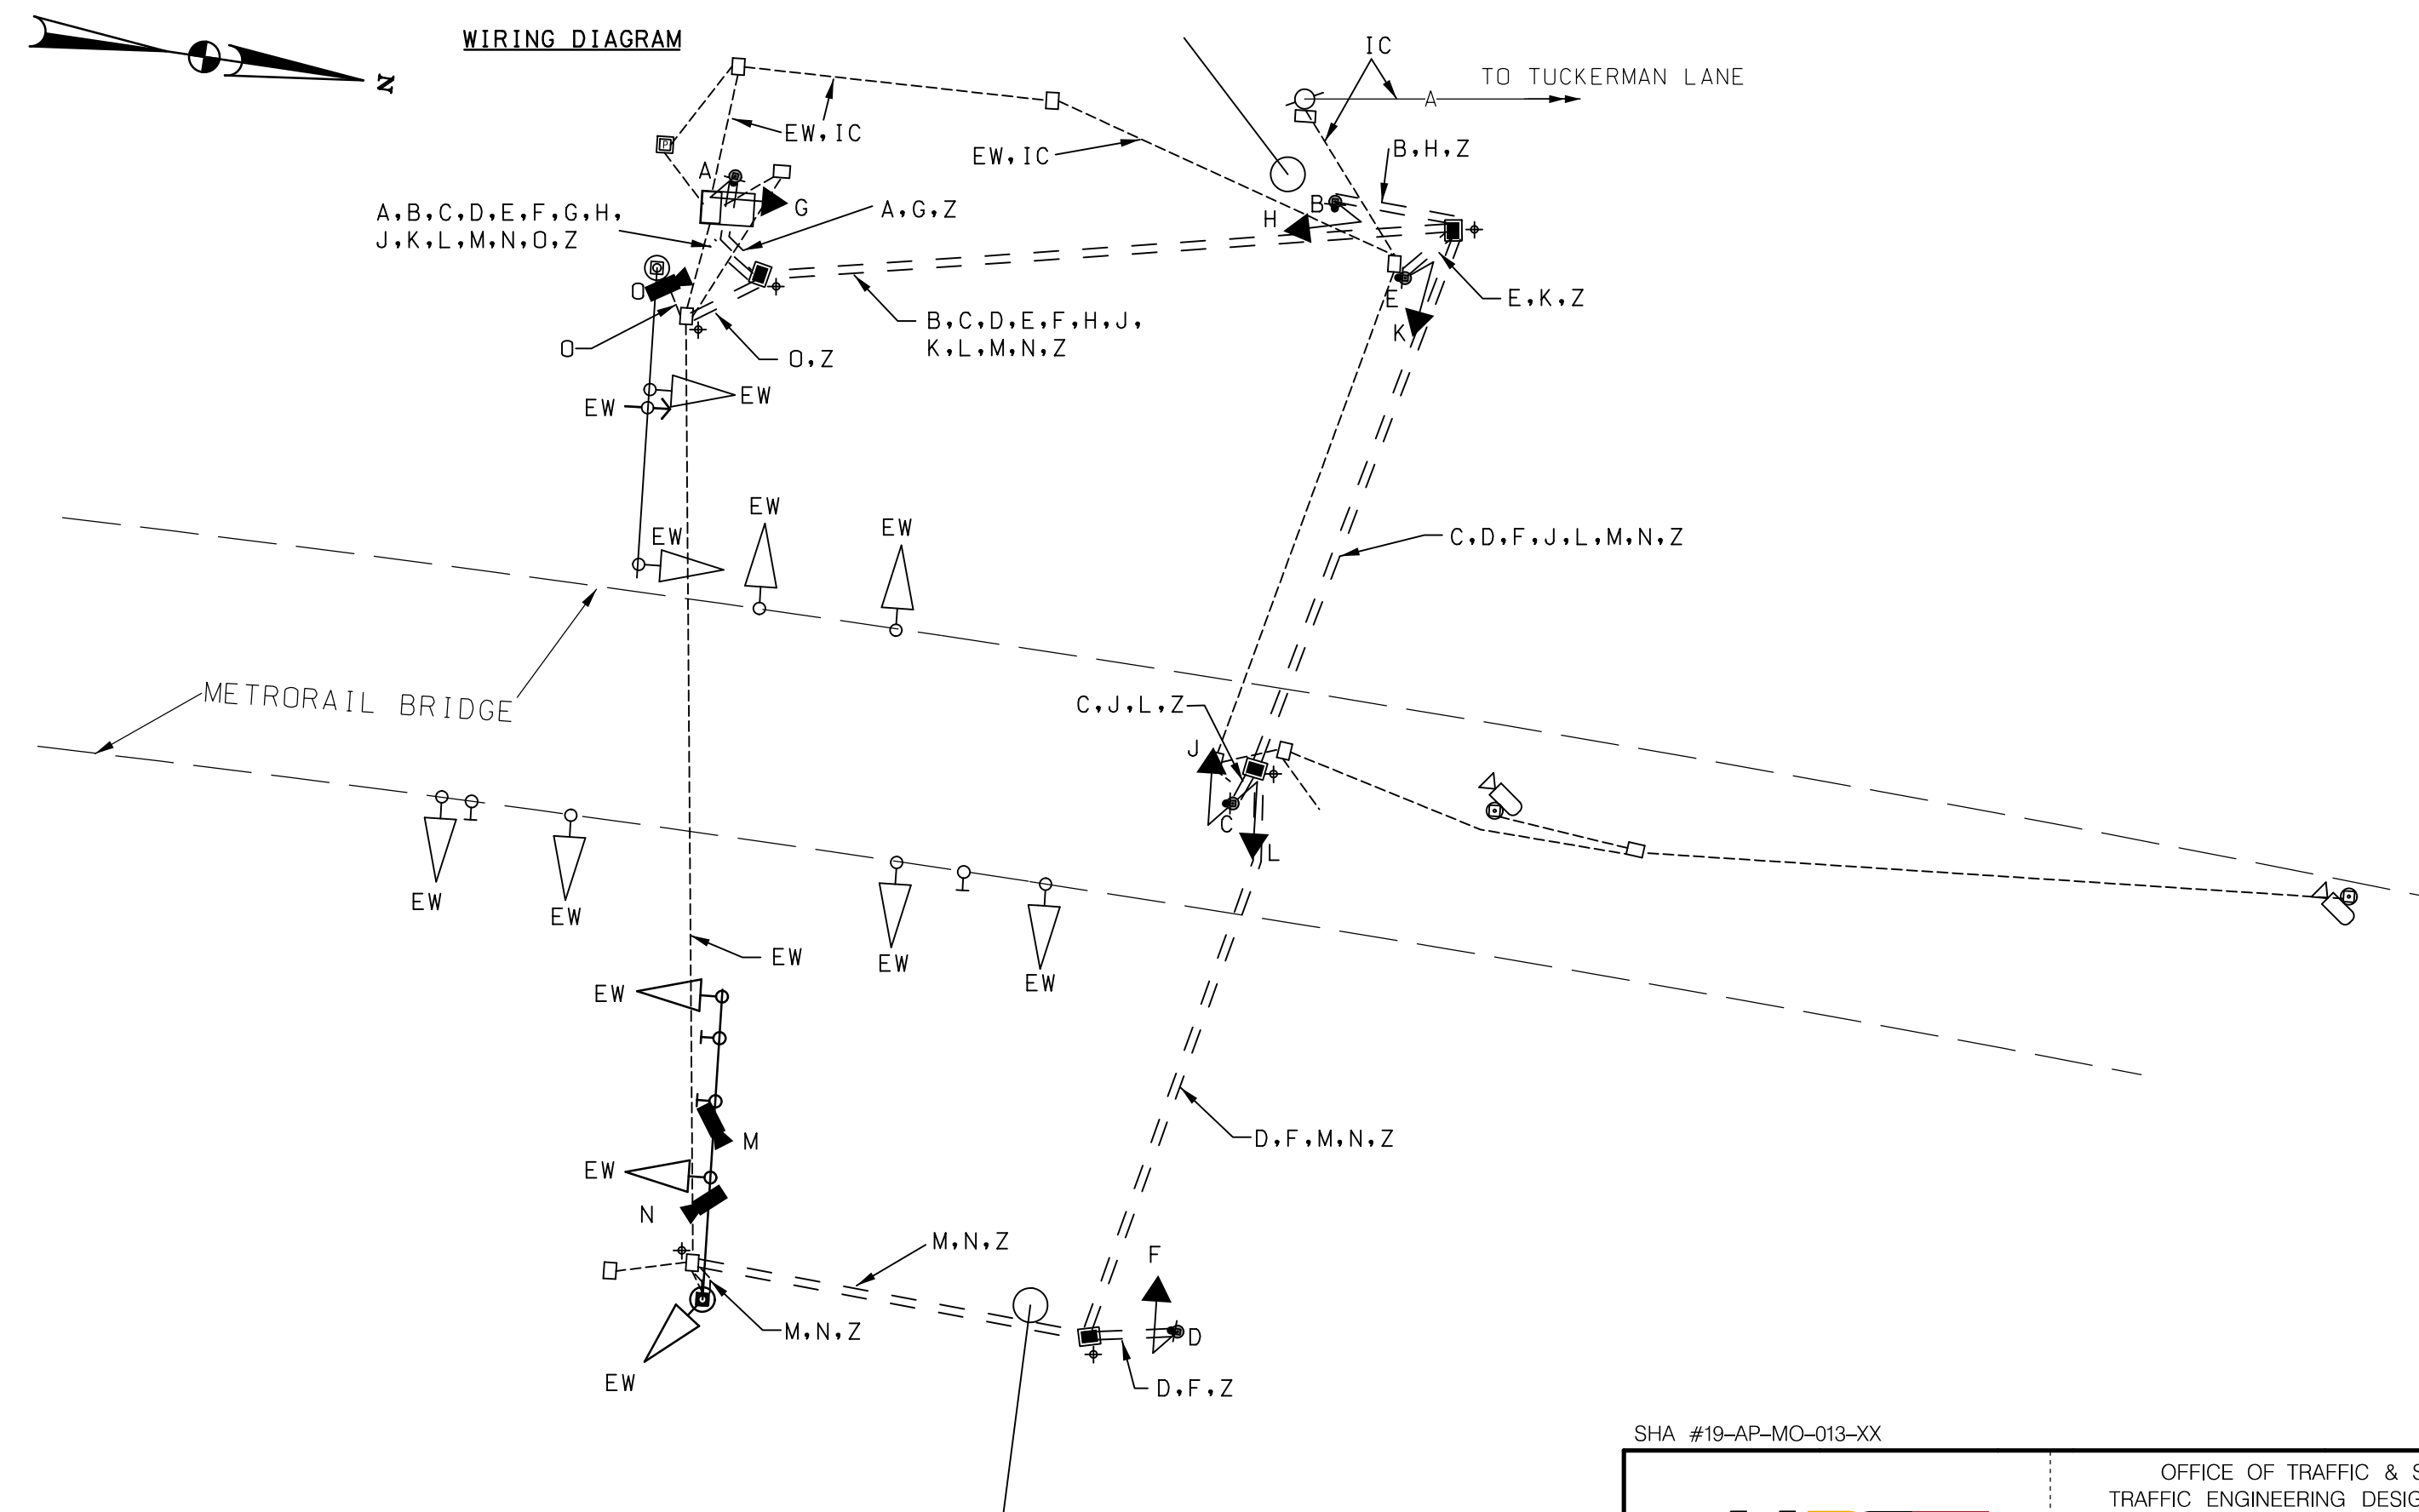 WIRING DIAGRAM
N
IC
TO TUCKERMAN LANE
A
EW,IC
EW,IC
B,H,Z
P
A
G
A,G,Z
A,B,C,D,E,F,G,H,
J,K,L,M,N,O,Z
B
H
E
K
E,K,Z
O
O
O,Z
B,C,D,E,F,H,J,
K,L,M,N,Z
EW
EW
EW
EW
EW
C,D,F,J,L,M,N,Z
METRORAIL BRIDGE
C,J,L,Z
J
C
L
EW
EW
EW
EW
EW
EW
M
D,F,M,N,Z
EW
N
M,N,Z
F
D
M,N,Z
D,F,Z
EW
SHA #19-AP-MO-013-XX
OFFICE OF TRAFFIC & S
TRAFFIC ENGINEERING DESIG